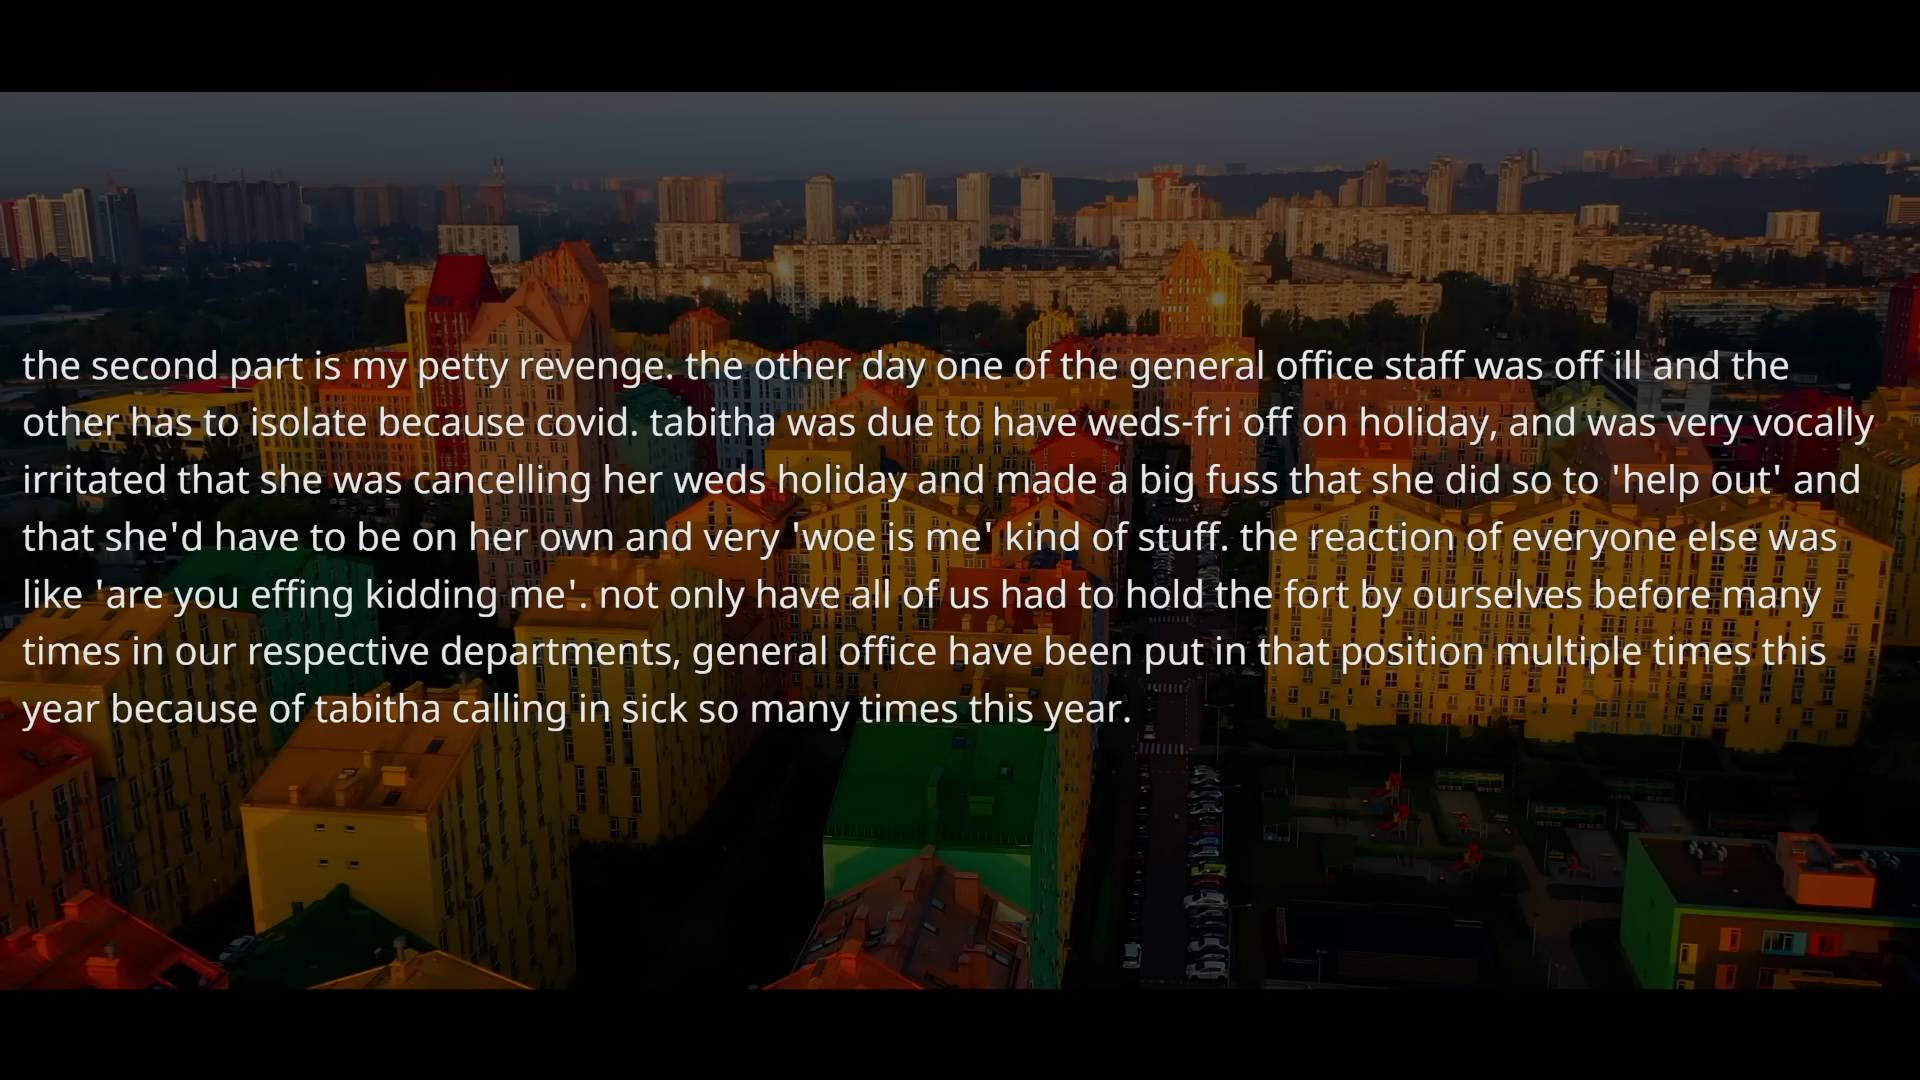 the second part is my petty revenge. the other day one of the general office staff was off ill and the
other has to isolate because covid. tabitha was due to have weds-fri off on holiday, and was very vocally
irritated that she was cancelling her weds holiday and made a big fuss that she did so to 'help out' and
that she'd have to be on her own and very 'woe is me' kind of stuff. the reaction of everyone else was
like 'are you effing kidding me'. not only have all of us had to hold the fort by ourselves before many
times in our respective departments, general office have been put in that position multiple times this
year because of tabitha calling in sick so many times this year.